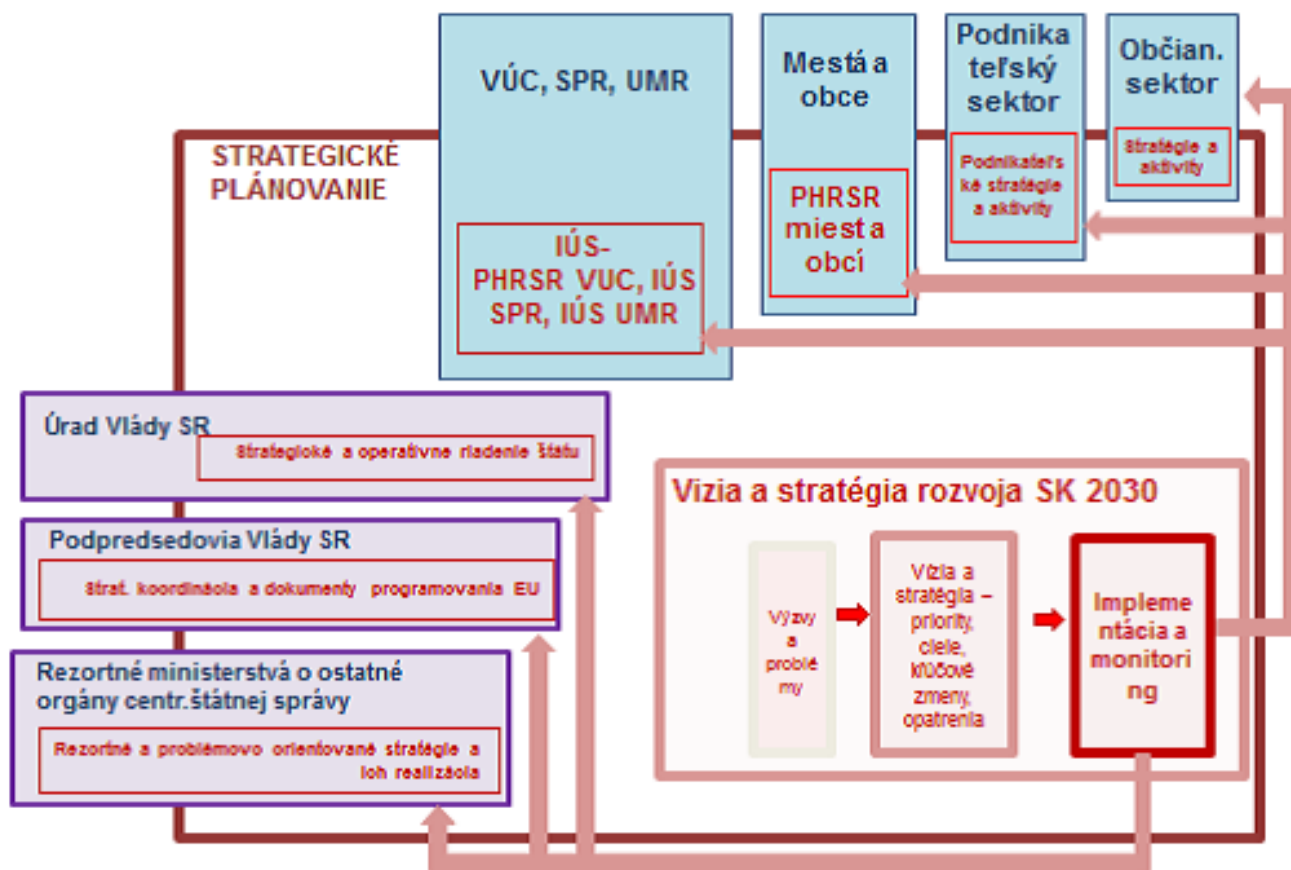 VÚC, SPR, UMR
Mestá a
obce
Podnika
teľský
sektor
Občian.
sektor
STRATEGICKÉ
PLÁNOVANIE
IÚS-
PHRSR VUC, IÚS
SPR, IÚS UMR
PHRSR
miest a
obcí
Podnikateľs
ké stratégie
a aktivity
Stratégie a
aktivity
Úrad Vlády SR
Strategické a operatívne riadenie štátu
Podpredsedovia Vlády SR
Strat. koordinácia a dokumenty programovania EU
Rezortné ministerstvá o ostatné
orgány centr.štátnej správy
Rezortné a problémovo orientované stratégie a
ich realizácia
Vízia a stratégia rozvoja SK 2030
Výzvy
a
problé
my
Vízia a
stratégia –
priority,
ciele,
kľúčové
zmeny,
opatrenia
Impleme
ntácia a
monitori
ng